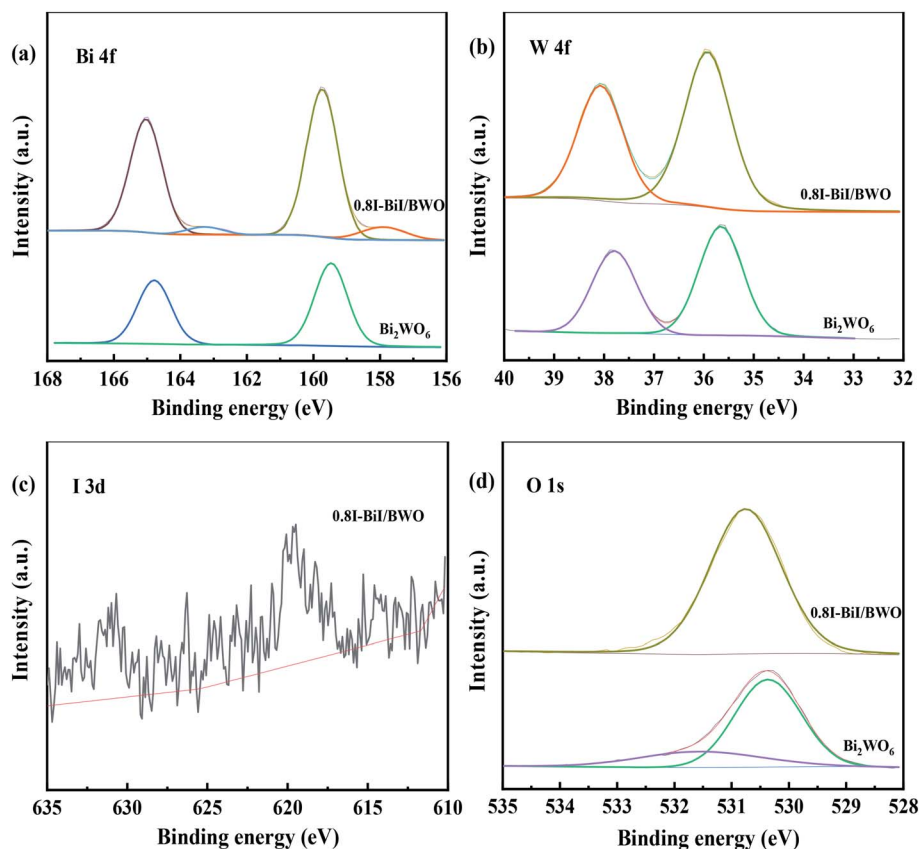 (a)
Bi 4f
0.8I-BiI/BWO
Bi₂WO₆
Intensity (a.u.)
168 166 164 162 160 158 156
Binding energy (eV)
(b)
W 4f
0.8I-BiI/BWO
Bi₂WO₆
Intensity (a.u.)
40 39 38 37 36 35 34 33 32
Binding energy (eV)
(c)
I 3d
0.8I-BiI/BWO
Intensity (a.u.)
635 630 625 620 615 610
Binding energy (eV)
(d)
O 1s
0.8I-BiI/BWO
Bi₂WO₆
Intensity (a.u.)
535 534 533 532 531 530 529 528
Binding energy (eV)